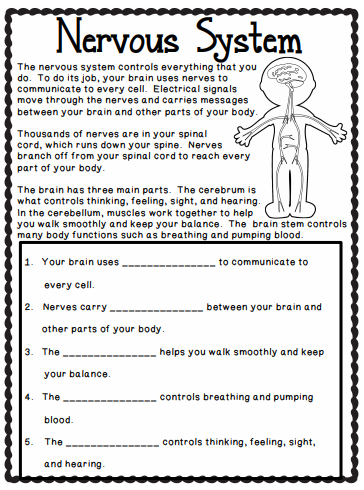 Nervous System
The nervous system controls everything that you
do.  To do its job, your brain uses nerves to
communicate to every cell.  Electrical signals
move through the nerves and carries messages
between your brain and other parts of your body.
Thousands of nerves are in your spinal
cord, which runs down your spine.  Nerves
branch off from your spinal cord to reach every
part of your body.
The brain has three main parts.  The cerebrum is
what controls thinking, feeling, sight, and hearing.
In the cerebellum, muscles work together to help
you walk smoothly and keep your balance.  The  brain stem controls
many body functions such as breathing and pumping blood.
1. Your brain uses ________________ to communicate to
every cell.
2. Nerves carry ________________ between your brain and
other parts of your body.
3. The ________________ helps you walk smoothly and keep
your balance.
4. The ________________ controls breathing and pumping
blood.
5. The ________________ controls thinking, feeling, sight,
and hearing.